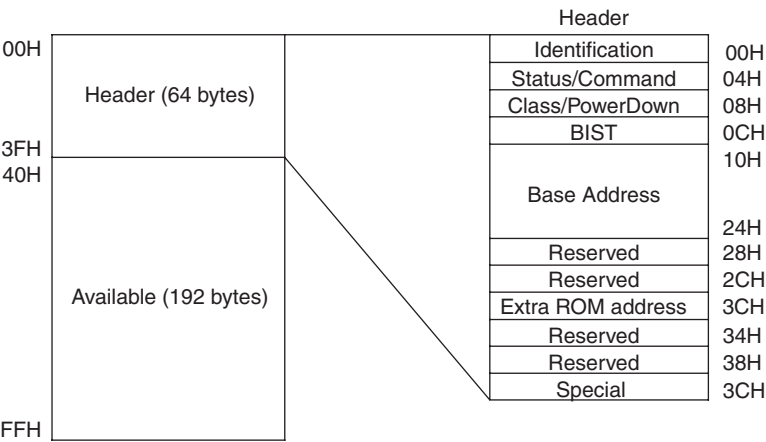 Header
00H
Identification 00H
Status/Command 04H
Header (64 bytes)
Class/PowerDown 08H
BIST 0CH
3FH
10H
40H
Base Address
24H
Reserved 28H
Reserved 2CH
Available (192 bytes)
Extra ROM address 3CH
Reserved 34H
Reserved 38H
Special 3CH
FFH